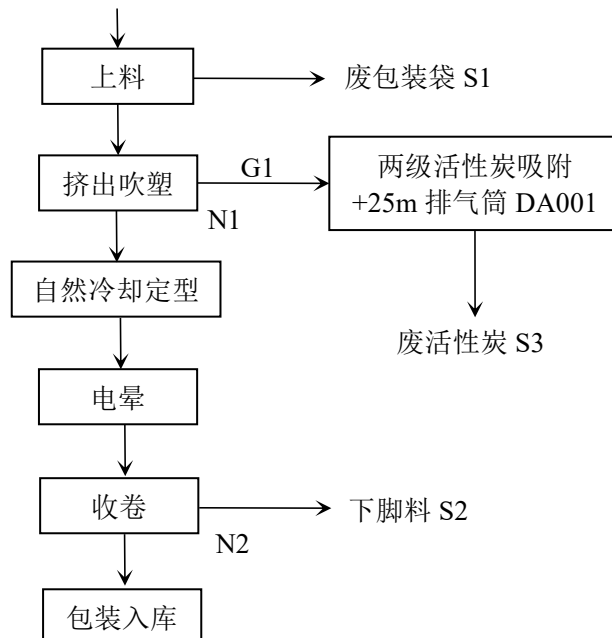 上料
废包装袋 S1
挤出吹塑
G1
N1
两级活性炭吸附
+25m 排气筒 DA001
自然冷却定型
废活性炭 S3
电晕
收卷
N2
下脚料 S2
包装入库